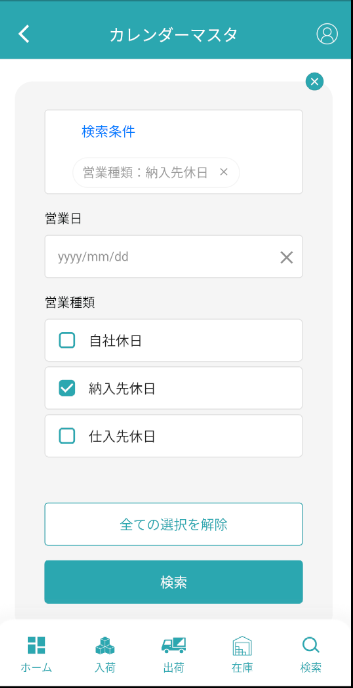 カレンダーマスタ
検索条件
営業種類：納入先休日 ×
営業日
yyyy/mm/dd
営業種類
自社休日
納入先休日
仕入先休日
全ての選択を解除
検索
ホーム 入荷 出荷 在庫 検索